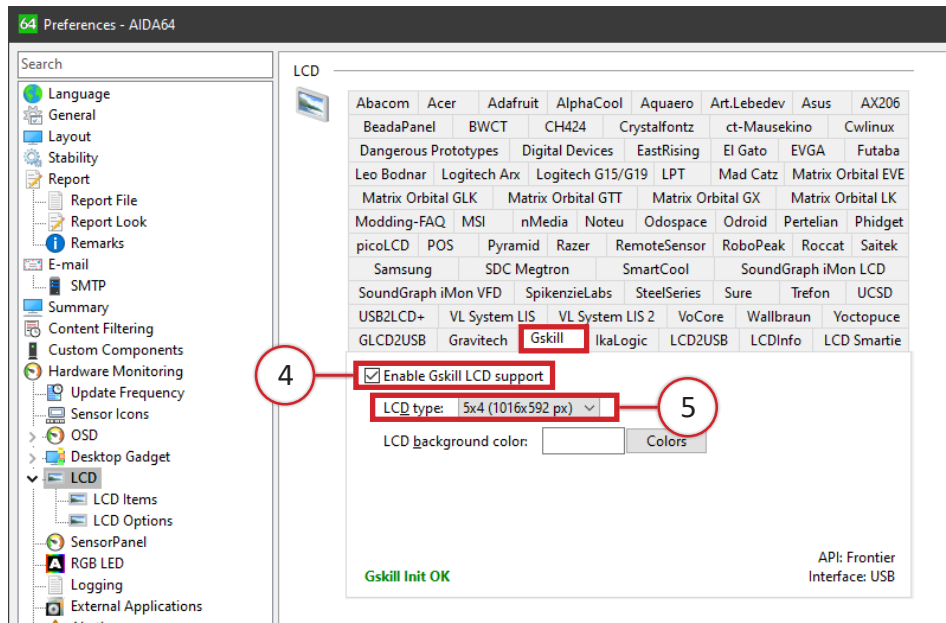 64 Preferences - AIDA64
Search
Language
General
Layout
Stability
Report
Report File
Report Look
Remarks
E-mail
SMTP
Summary
Content Filtering
Custom Components
Hardware Monitoring
Update Frequency
Sensor Icons
OSD
Desktop Gadget
LCD
LCD Items
LCD Options
SensorPanel
RGB LED
Logging
External Applications
LCD
Abacom Acer Adafruit AlphaCool Aquaero Art.Lebedev Asus AX206
BeadaPanel BWCT CH424 Crystalfontz ct-Mausekino Cwlinux
Dangerous Prototypes Digital Devices EastRising El Gato EVGA Futaba
Leo Bodnar Logitech Arx Logitech G15/G19 LPT Mad Catz Matrix Orbital EVE
Matrix Orbital GLK Matrix Orbital GTT Matrix Orbital GX Matrix Orbital LK
Modding-FAQ MSI nMedia Noteu Odospace Odroid Pertelian Phidget
picoLCD POS Pyramid Razer RemoteSensor RoboPeak Roccat Saitek
Samsung SDC Megtron SmartCool SoundGraph iMon LCD
SoundGraph iMon VFD SpikenzieLabs SteelSeries Sure Trefon UCSD
USB2LCD+ VL System LIS VL System LIS 2 VoCore Wallbraun Yoctopuce
GLCD2USB Gravitech Gskill IkaLogic LCD2USB LCDInfo LCD Smartie
4 Enable Gskill LCD support
LCD type: 5x4 (1016x592 px) 5
LCD background color: Colors
API: Frontier
Gskill Init OK Interface: USB